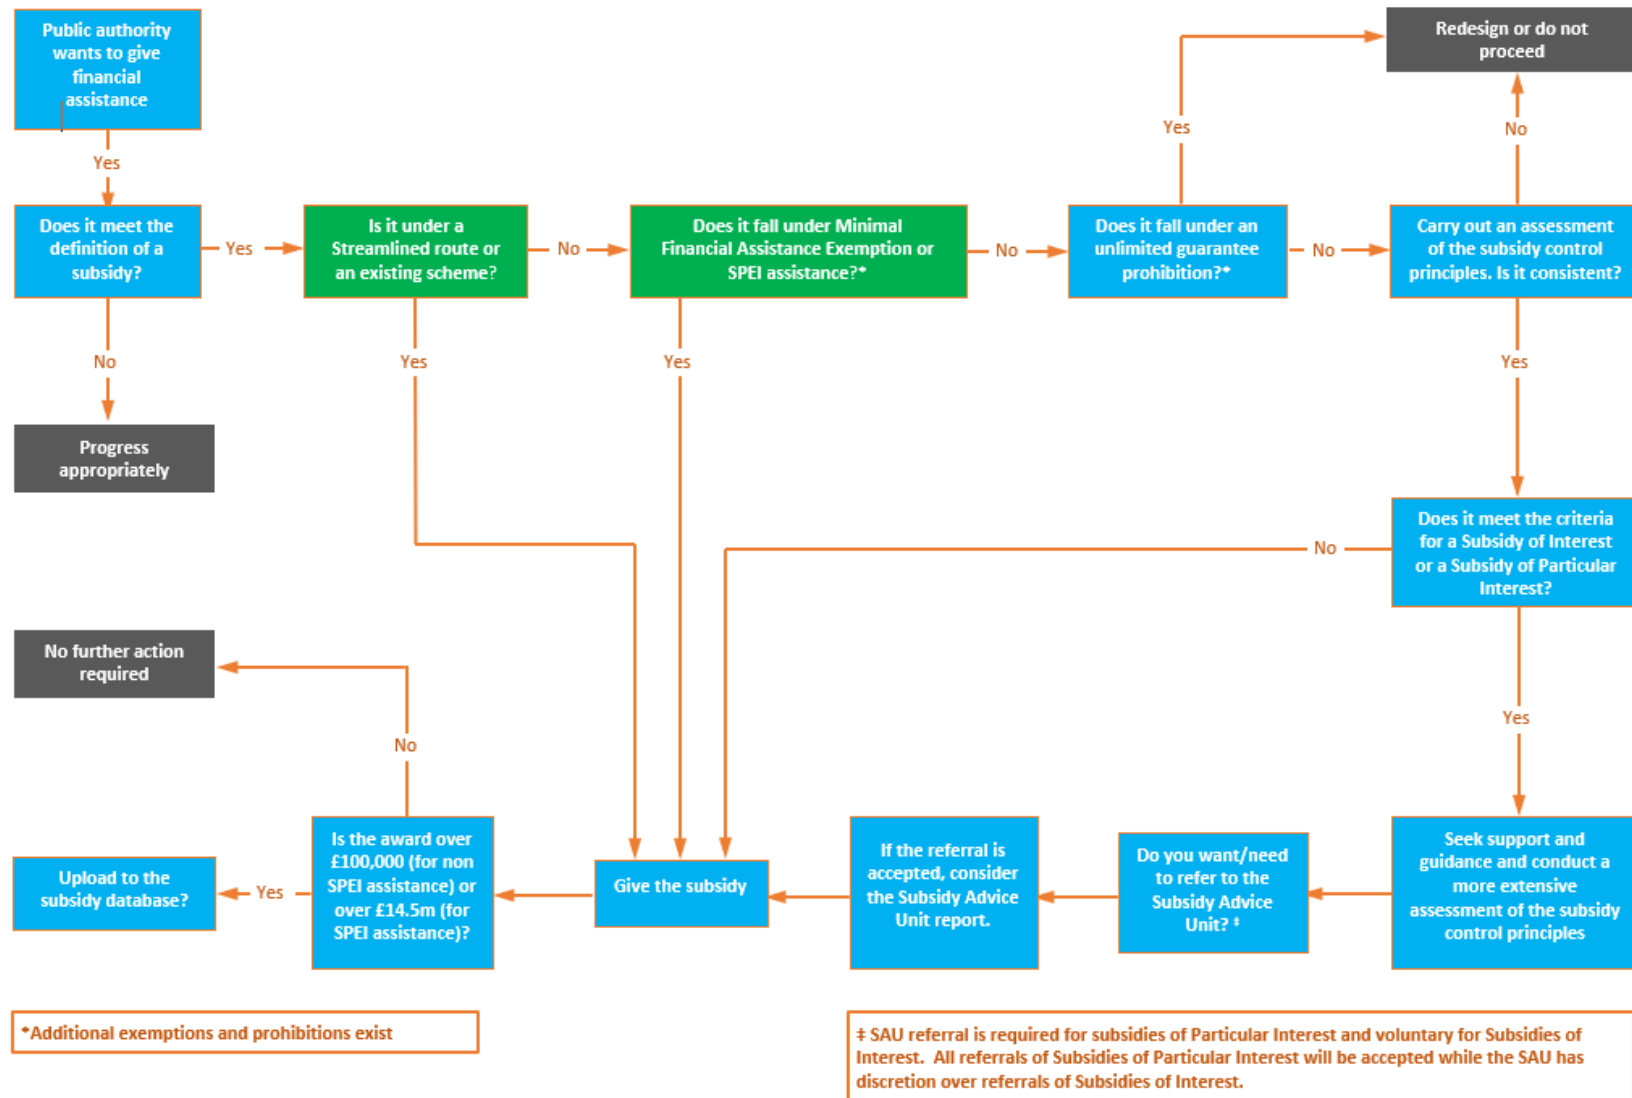 Public authority
wants to give
financial
assistance
Redesign or do not
proceed
Yes
Yes
No
Does it meet the
definition of a
subsidy?
Yes
Is it under a
Streamlined route or
an existing scheme?
No
Does it fall under Minimal
Financial Assistance Exemption or
SPEI assistance?*
No
Does it fall under an
unlimited guarantee
prohibition?*
No
Carry out an assessment
of the subsidy control
principles. Is it consistent?
No
Yes
Yes
Yes
Progress
appropriately
Does it meet the criteria
for a Subsidy of Interest
or a Subsidy of Particular
Interest?
No
No further action
required
No
Yes
Upload to the
subsidy database?
Yes
Is the award over
£100,000 (for non
SPEI assistance) or
over £14.5m (for
SPEI assistance)?
Give the subsidy
If the referral is
accepted, consider
the Subsidy Advice
Unit report.
Do you want/need
to refer to the
Subsidy Advice
Unit? ‡
Seek support and
guidance and conduct a
more extensive
assessment of the subsidy
control principles
*Additional exemptions and prohibitions exist
‡ SAU referral is required for subsidies of Particular Interest and voluntary for Subsidies of
Interest. All referrals of Subsidies of Particular Interest will be accepted while the SAU has
discretion over referrals of Subsidies of Interest.